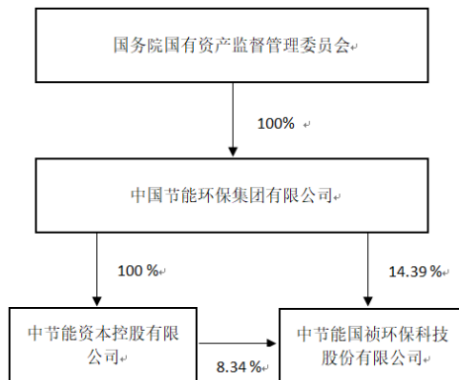 国务院国有资产监督管理委员会
100%
中国节能环保集团有限公司
100 %
14.39 %
中节能资本控股有限
公司
8.34 %
中节能国祯环保科技
股份有限公司